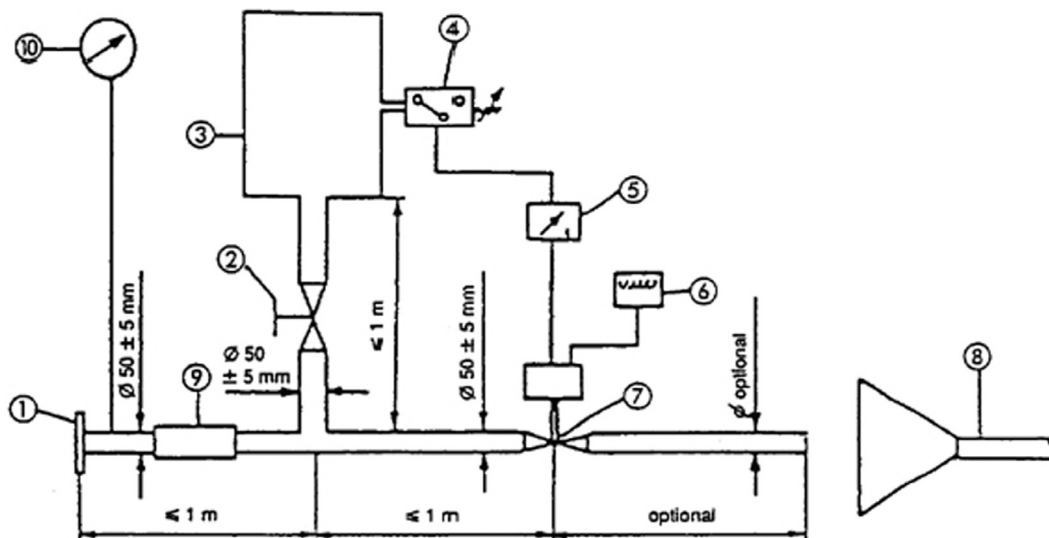 ⑩
④
③
⑤
②
⑥
Ø 50 ± 5 mm
Ø 50
± 5 mm
≤ 1 m
Ø 50 ± 5 mm
Ø optional
⑧
①
⑨
⑦
≤ 1 m
≤ 1 m
optional